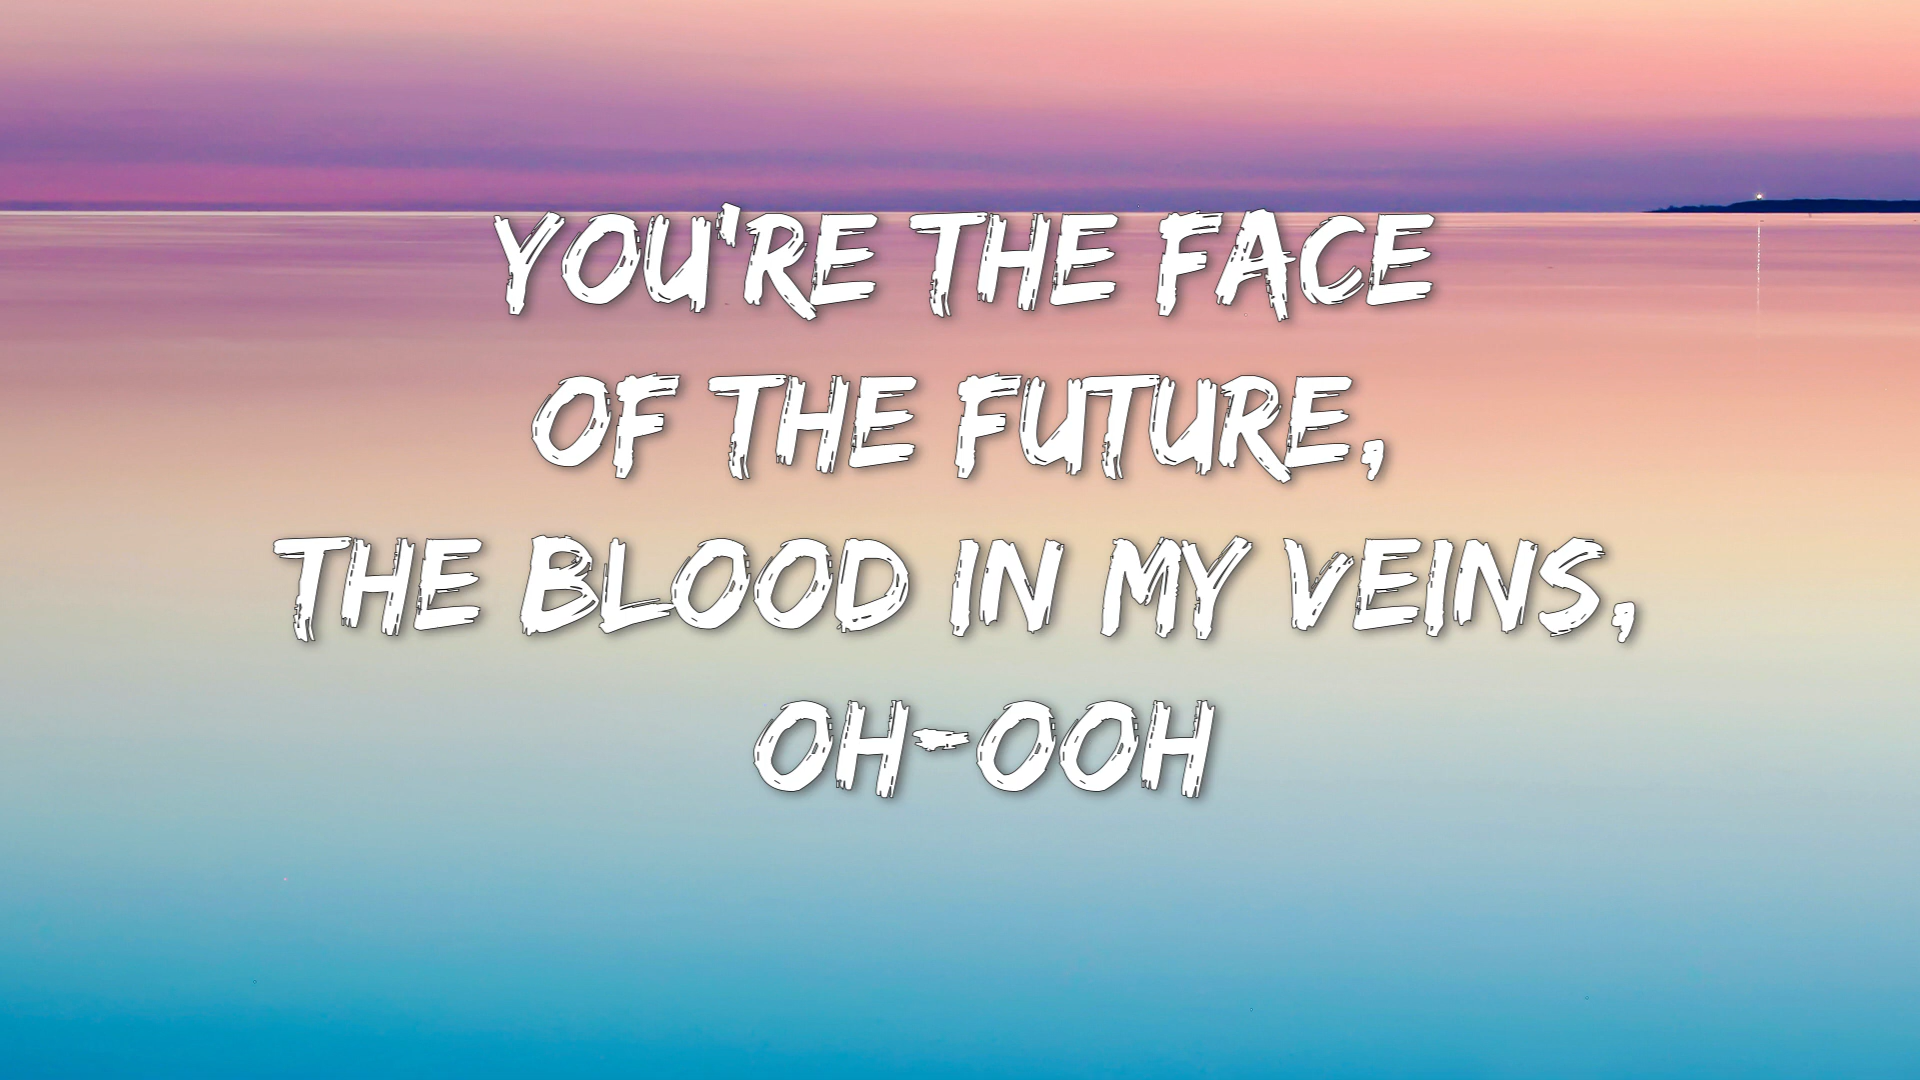 YOU'RE THE FACE
OF THE FUTURE,
THE BLOOD IN MY VEINS,
OH-OOH